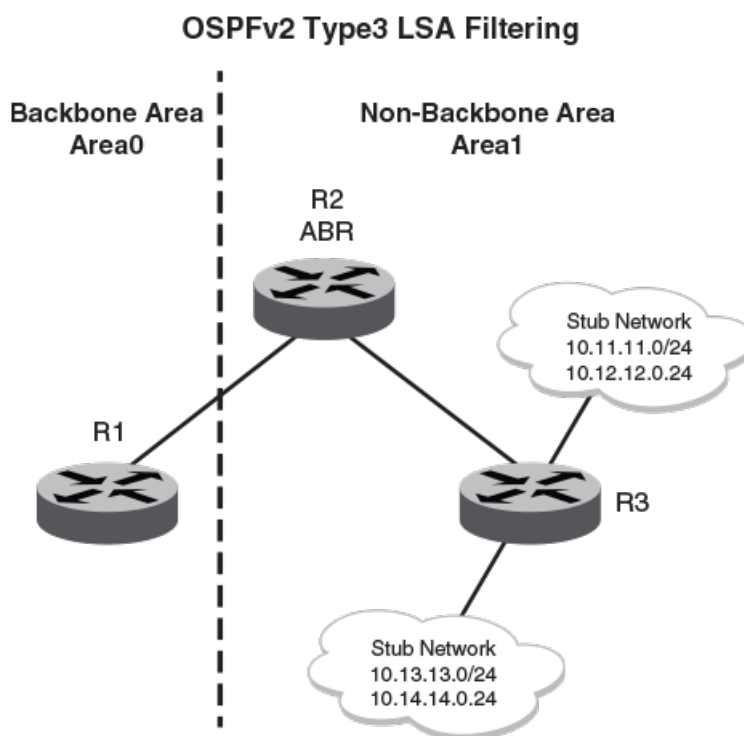 OSPFv2 Type3 LSA Filtering
Backbone Area
Area0
Non-Backbone Area
Area1
R2
ABR
Stub Network
10.11.11.0/24
10.12.12.0.24
R1
R3
Stub Network
10.13.13.0/24
10.14.14.0.24